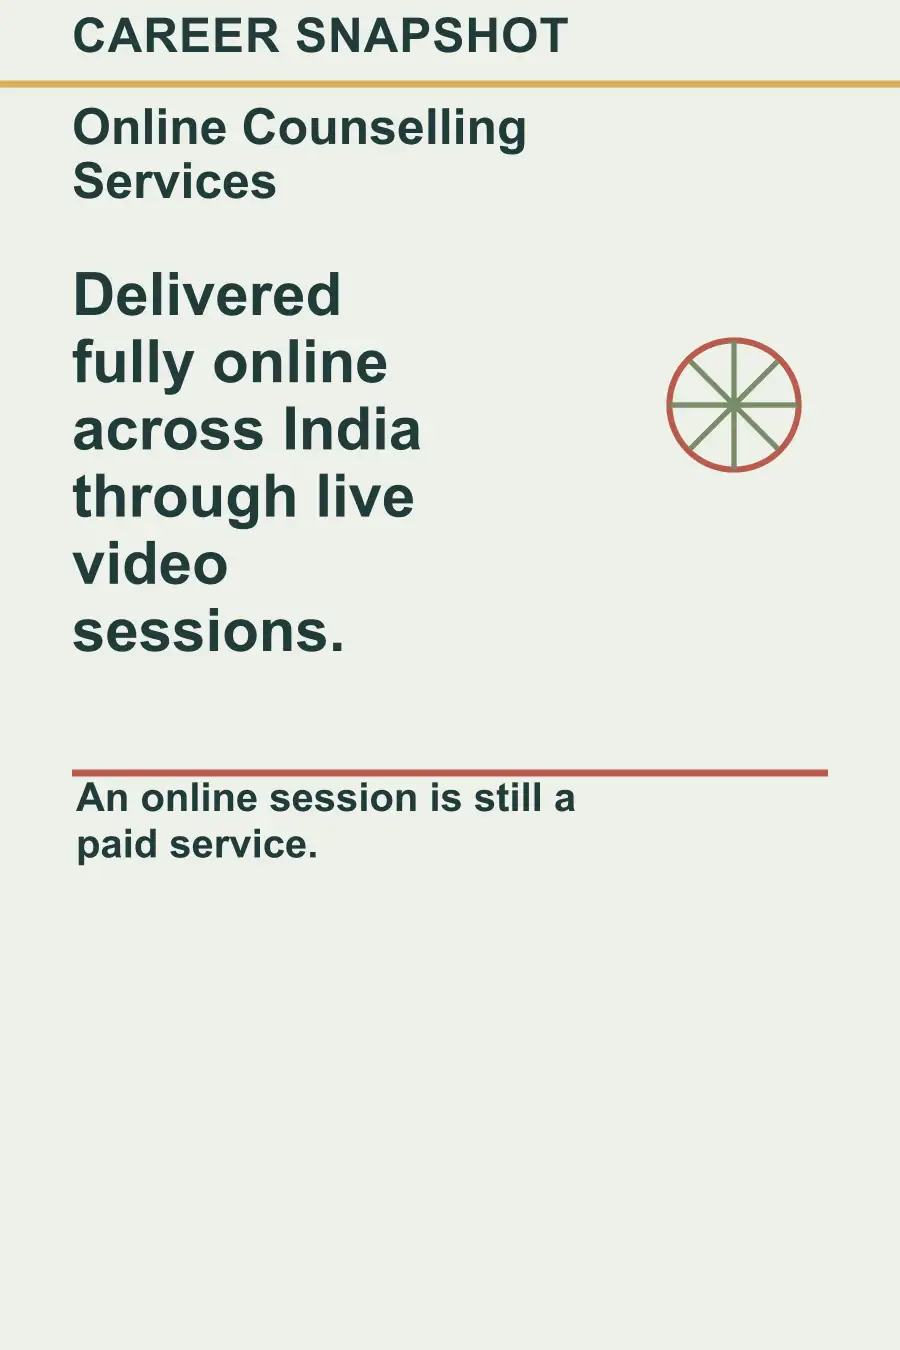 CAREER SNAPSHOT
Online Counselling
Services
Delivered
fully online
across India
through live
video
sessions.
An online session is still a
paid service.